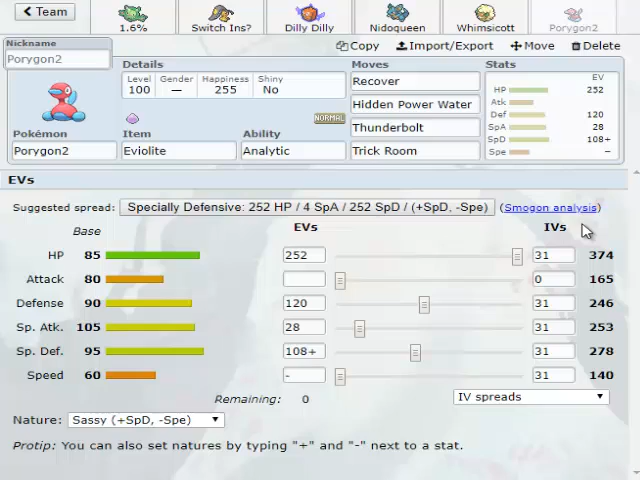 < Team
1.6%
Switch Ins?
Dilly Dilly
Nidoqueen
Whimsicott
Porygon2
Nickname
Porygon2
Copy
Import/Export
Move
Delete
Details
Level
Gender
Happiness
Shiny
100
—
255
No
NORMAL
Pokémon
Porygon2
Item
Eviolite
Ability
Analytic
Moves
Recover
Hidden Power Water
Thunderbolt
Trick Room
Stats
EV
HP 252
Atk
Def 120
SpA 28
SpD 108+
Spe –
EVs
Suggested spread: Specially Defensive: 252 HP / 4 SpA / 252 SpD / (+SpD, -Spe) (Smogon analysis)
Base EVs IVs
HP 85 252 31 374
Attack 80 0 165
Defense 90 120 31 246
Sp. Atk. 105 28 31 253
Sp. Def. 95 108+ 31 278
Speed 60 - 31 140
Remaining: 0
IV spreads
Nature: Sassy (+SpD, -Spe)
Protip: You can also set natures by typing "+" and "-" next to a stat.